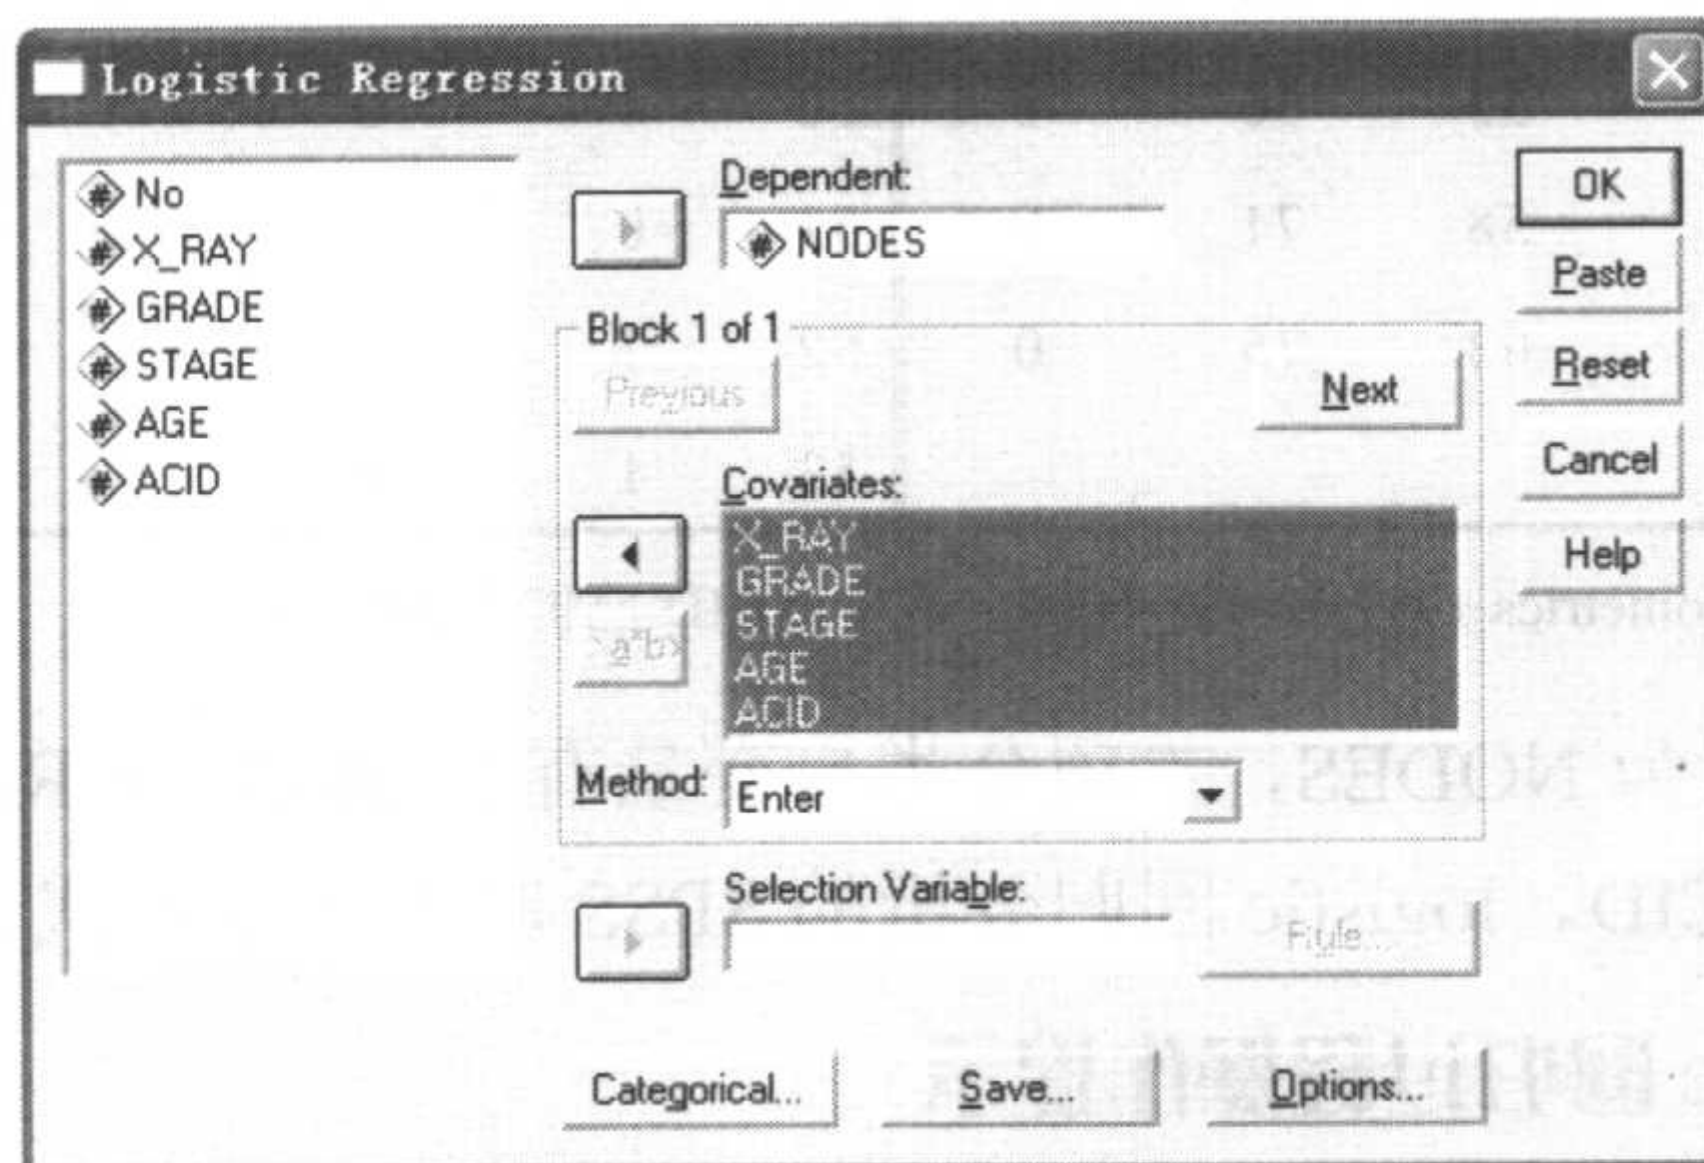 Logistic Regression
No
X_RAY
GRADE
STAGE
AGE
ACID
Dependent:
NODES
Block 1 of 1
Previous
Next
Covariates:
X_RAY
GRADE
STAGE
AGE
ACID
>a*b>
Method:
Enter
Selection Variable:
Rule...
Categorical...
Save...
Options...
OK
Paste
Reset
Cancel
Help